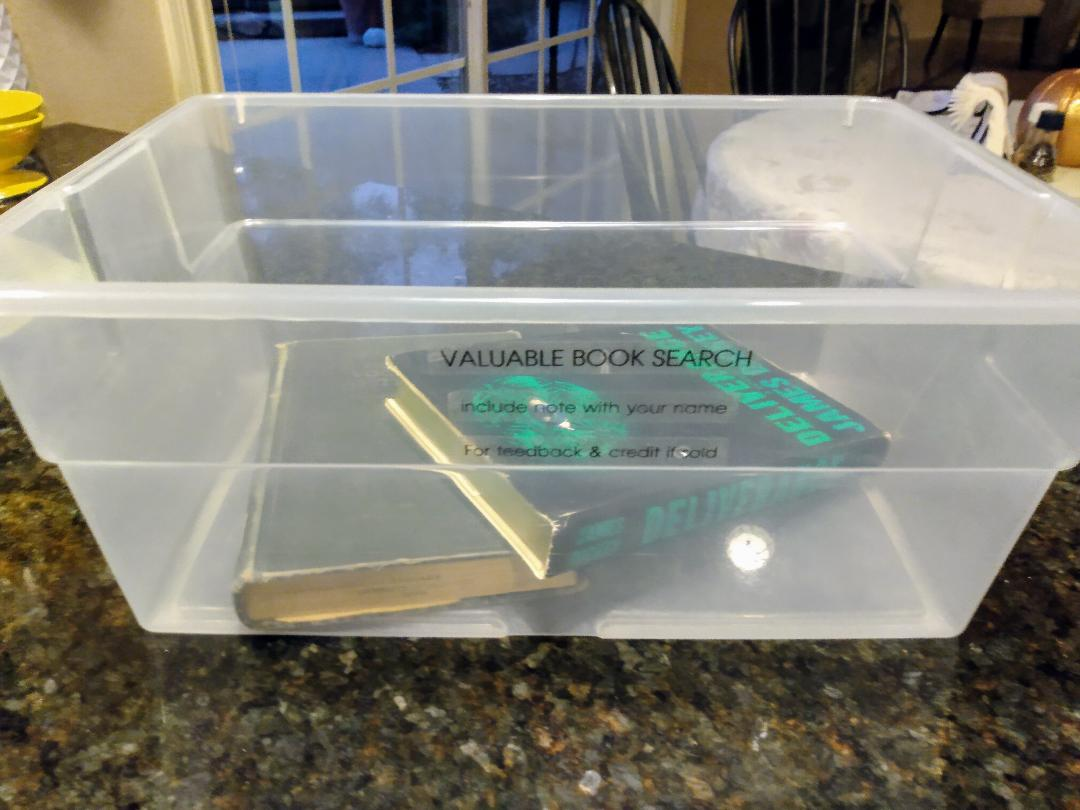 VALUABLE BOOK SEARCH
include note with your name
For feedback & credit if sold
DELIVERANCE
JAMES DICKEY
DELIVERANCE